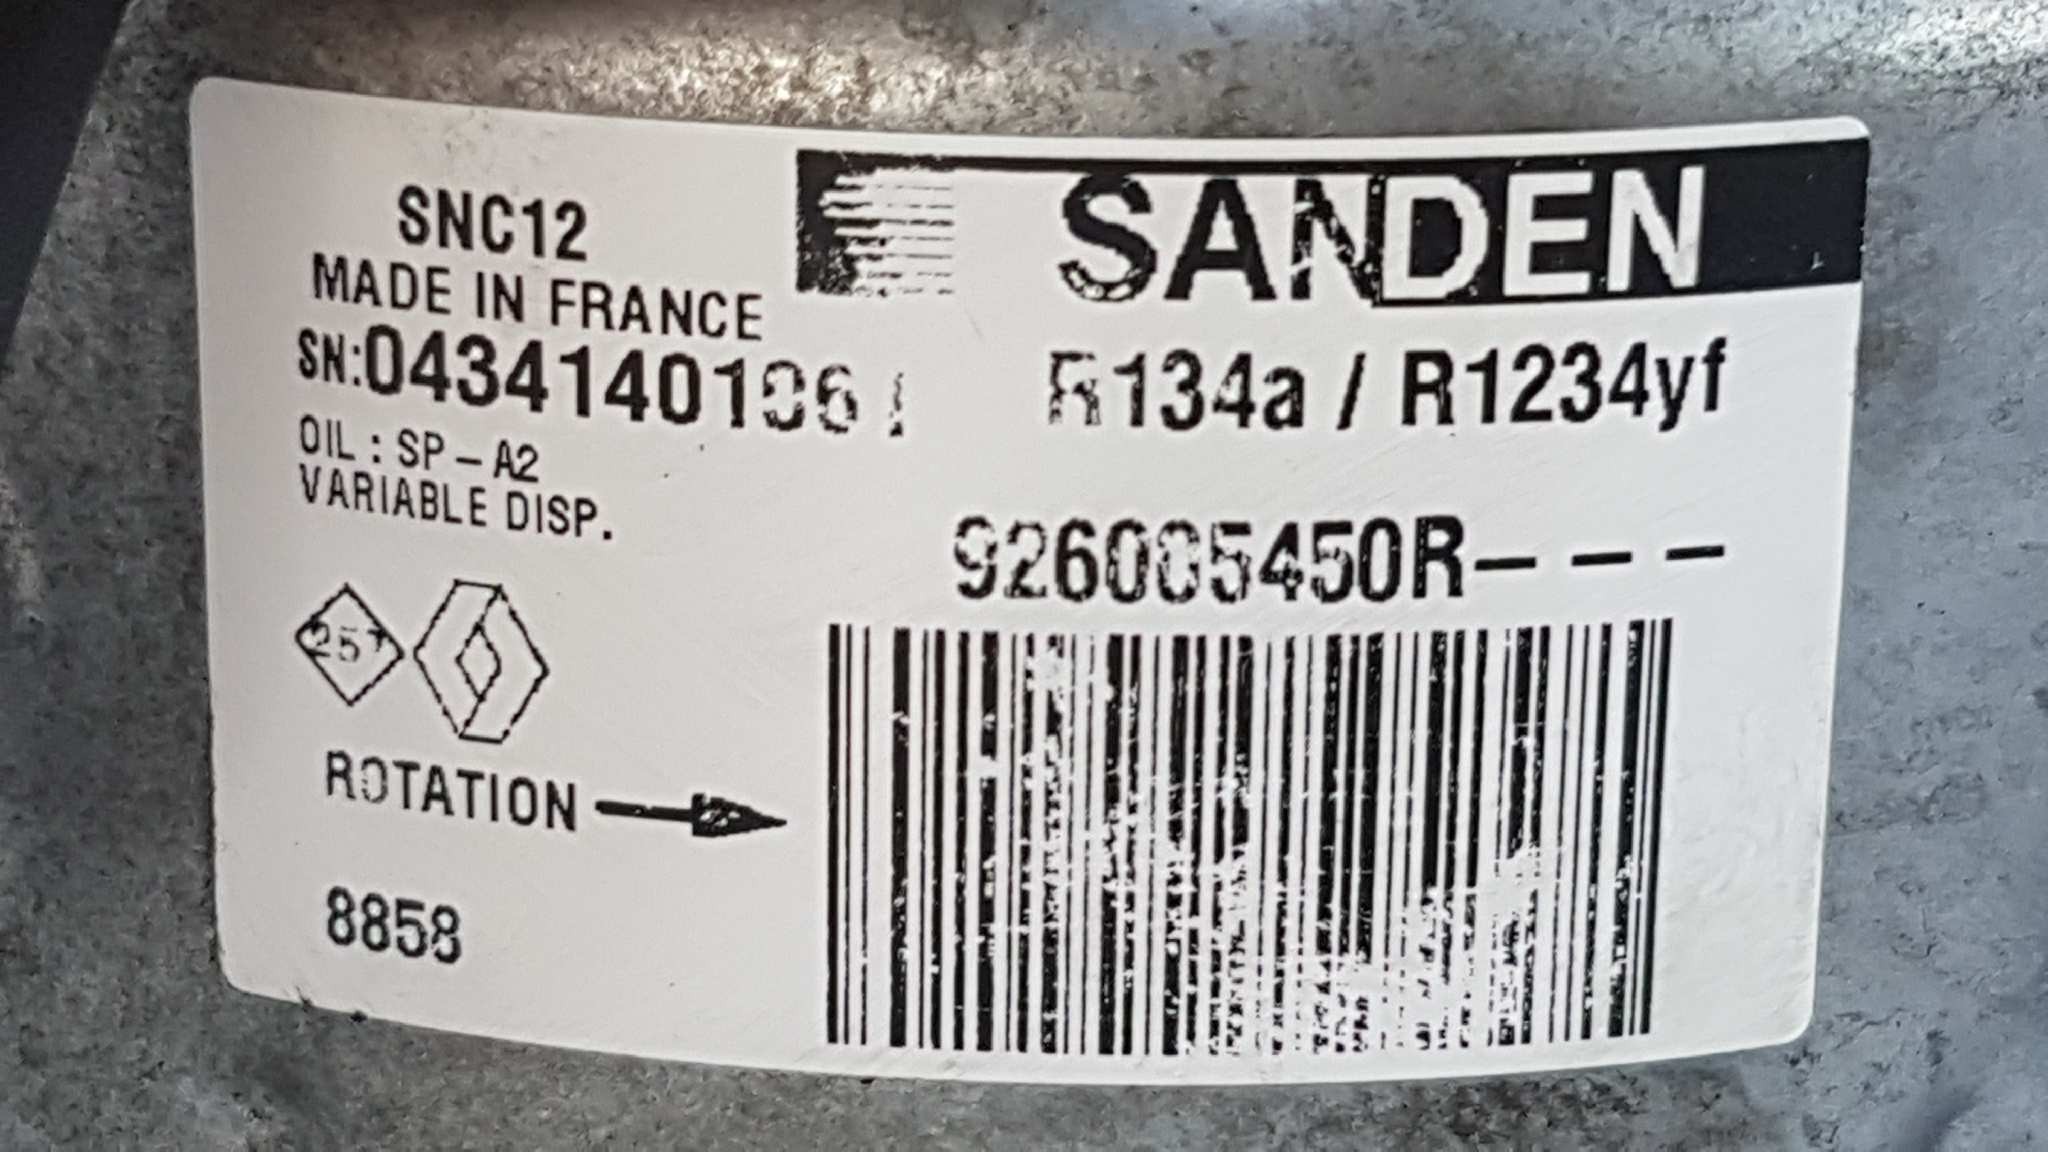 SNC12
MADE IN FRANCE
OIL : SP – A2
VARIABLE DISP.
ROTATION
8858
SANDEN
R134a / R1234yf
926005450R– – –